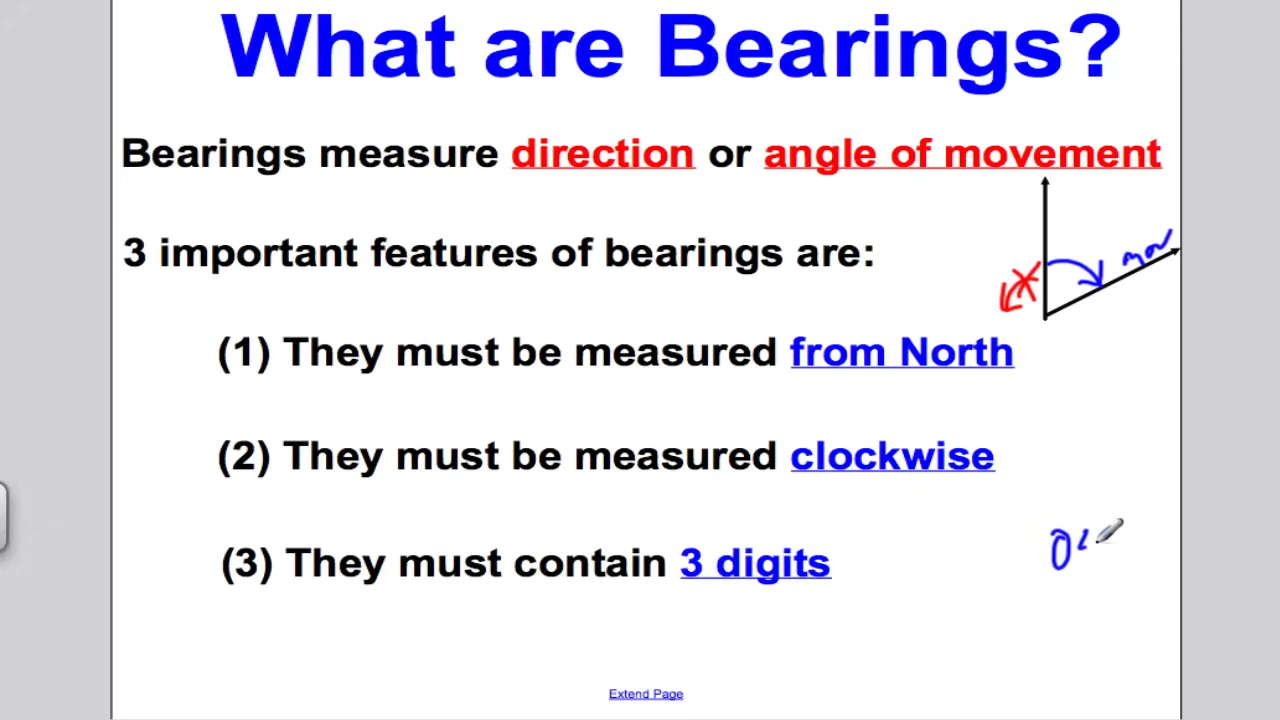 What are Bearings?
Bearings measure direction or angle of movement
3 important features of bearings are:
mov
(1) They must be measured from North
(2) They must be measured clockwise
(3) They must contain 3 digits
Extend Page